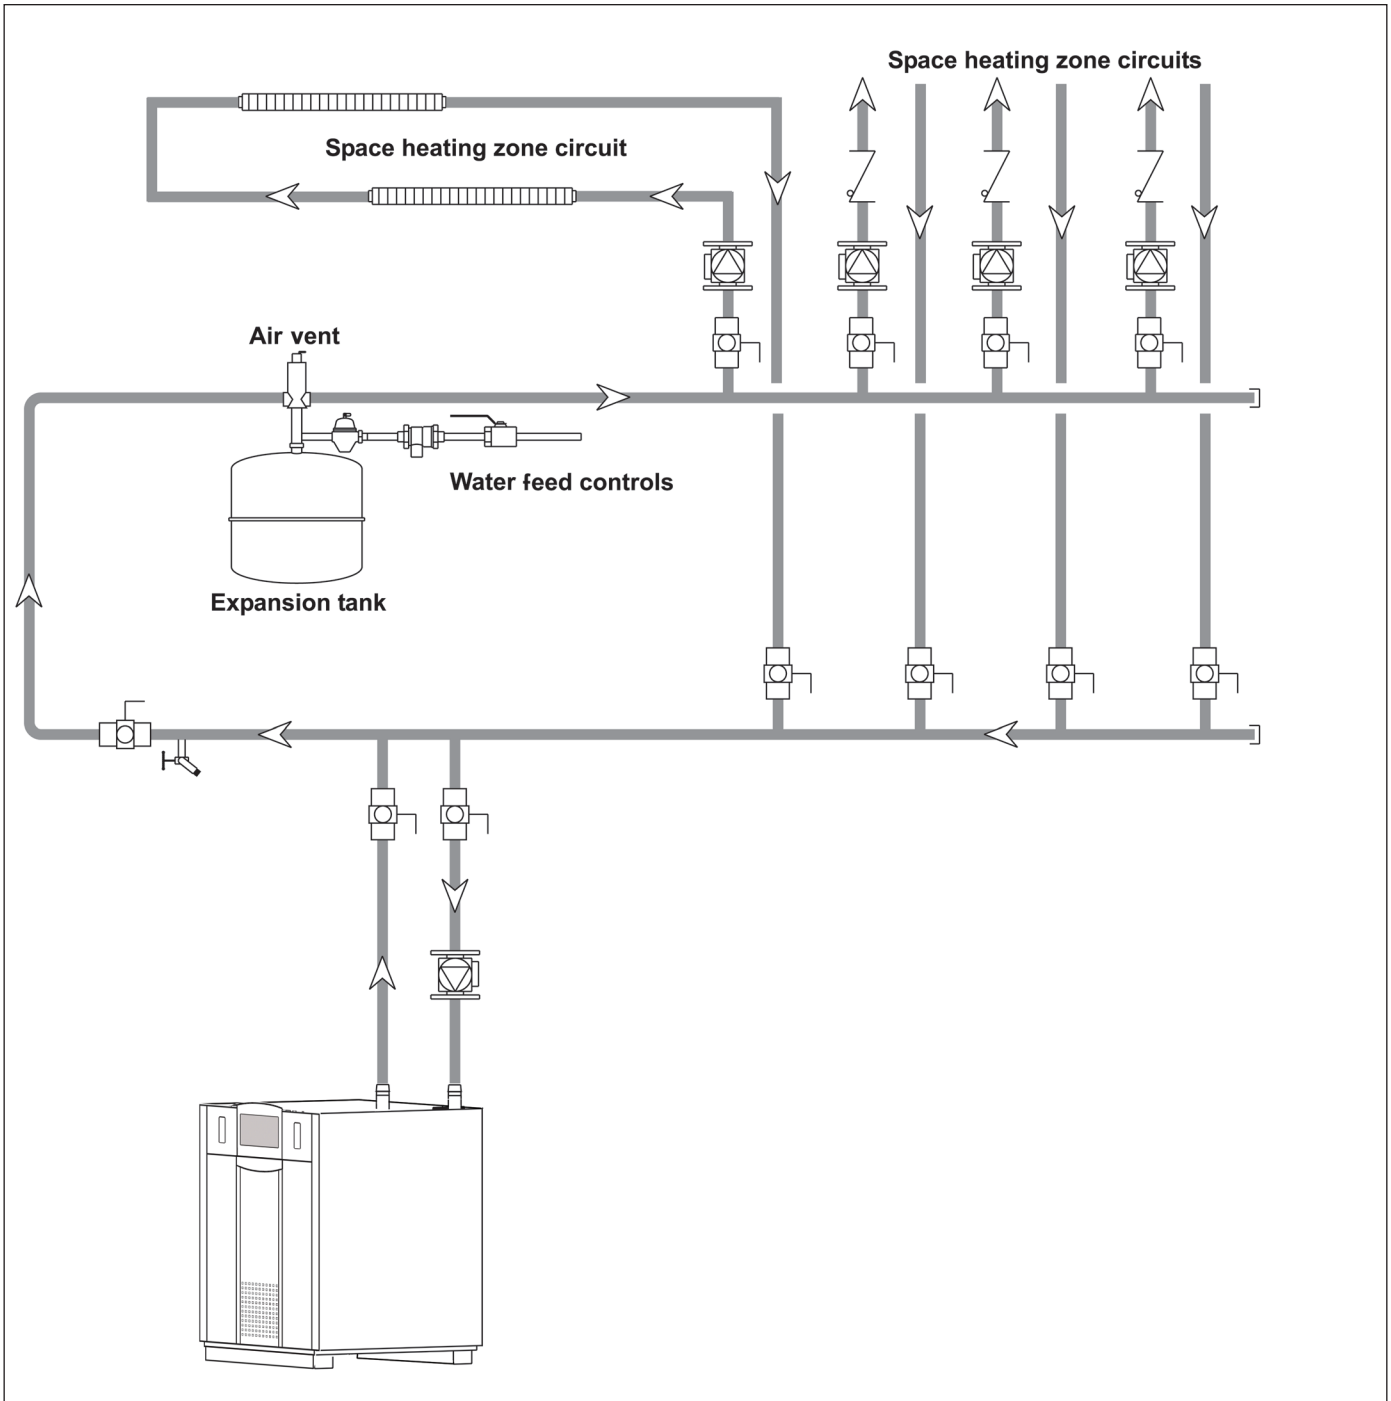 Space heating zone circuits
Space heating zone circuit
Air vent
Water feed controls
Expansion tank